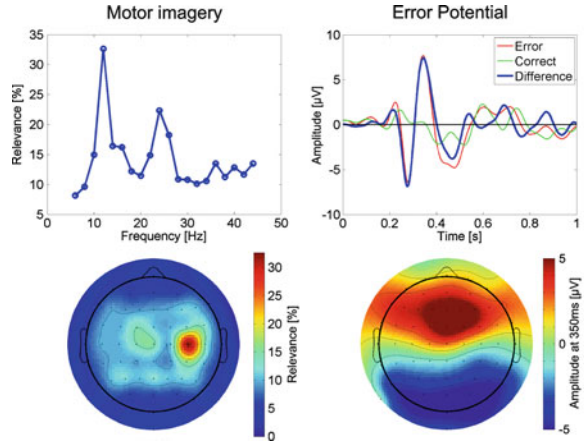 Motor imagery
35
30
25
20
15
10
5
0 10 20 30 40 50
Relevance [%]
Frequency [Hz]
Error Potential
10
5
0
-5
-10
0 0.2 0.4 0.6 0.8 1
Amplitude [μV]
Time [s]
Error
Correct
Difference
30
25
20
15
10
5
0
Relevance [%]
5
0
-5
Amplitude at 350ms [μV]